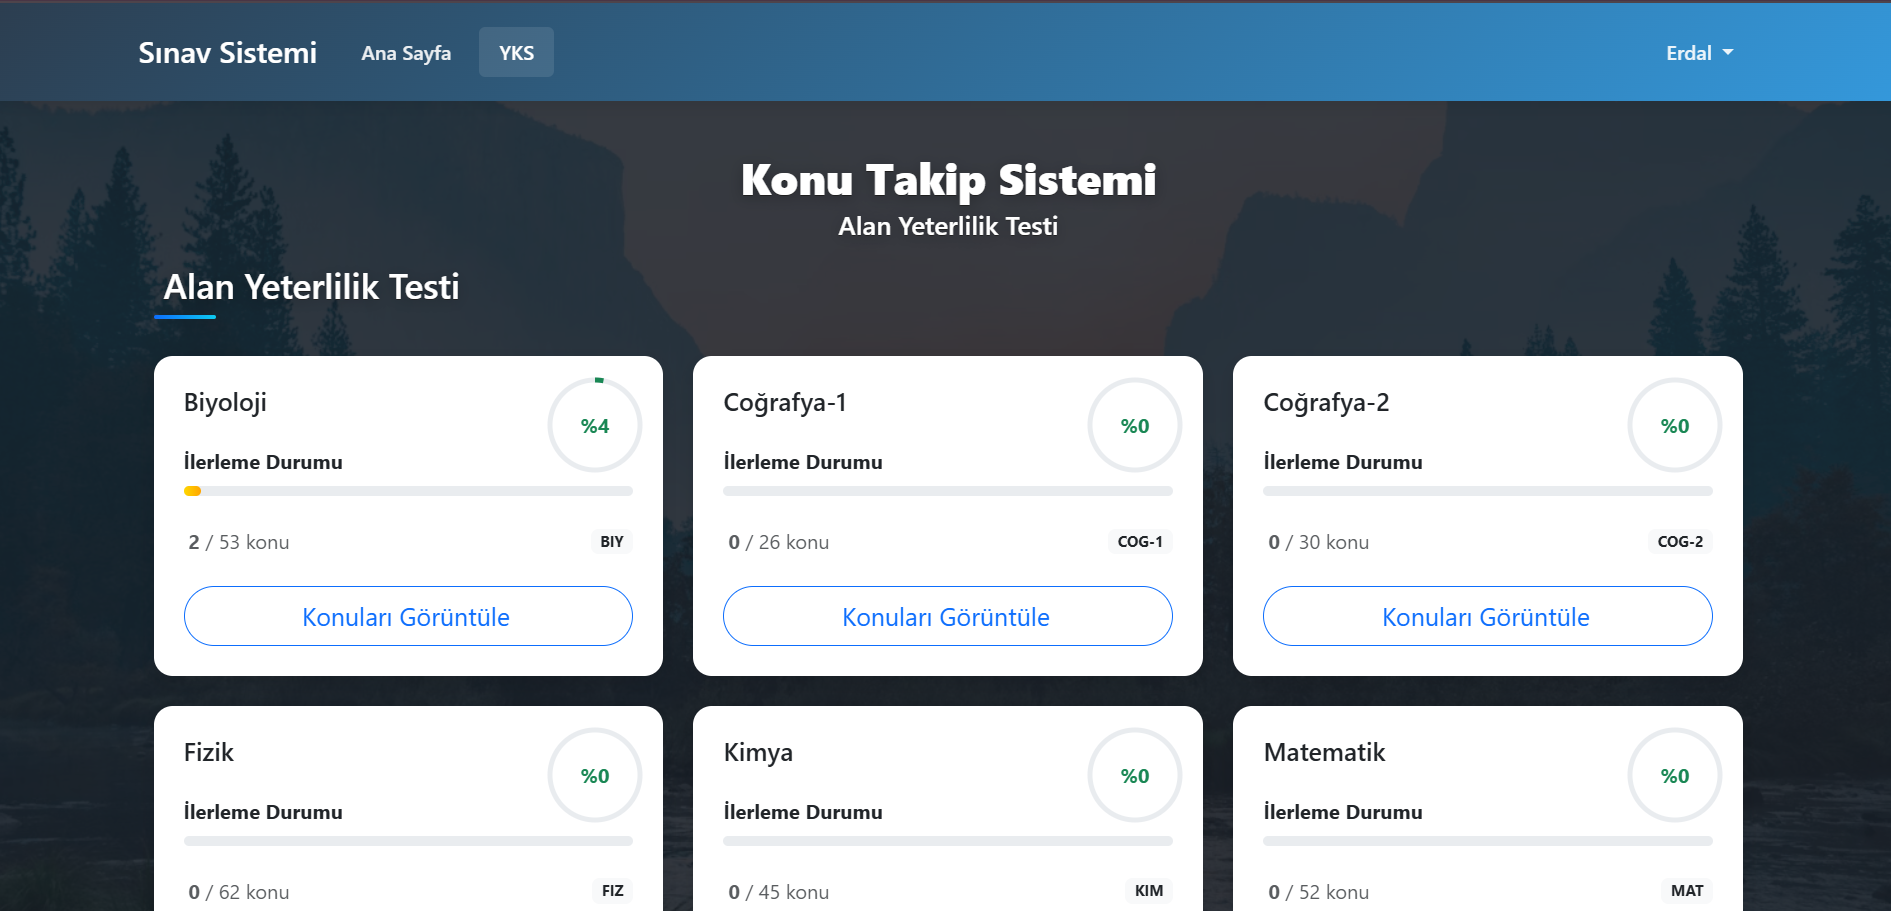 Sınav Sistemi Ana Sayfa YKS Erdal
Konu Takip Sistemi
Alan Yeterlilik Testi
Alan Yeterlilik Testi
Biyoloji
%4
İlerleme Durumu
2 / 53 konu
BIY
Konuları Görüntüle
Coğrafya-1
%0
İlerleme Durumu
0 / 26 konu
COG-1
Konuları Görüntüle
Coğrafya-2
%0
İlerleme Durumu
0 / 30 konu
COG-2
Konuları Görüntüle
Fizik
%0
İlerleme Durumu
0 / 62 konu
FIZ
Kimya
%0
İlerleme Durumu
0 / 45 konu
KIM
Matematik
%0
İlerleme Durumu
0 / 52 konu
MAT